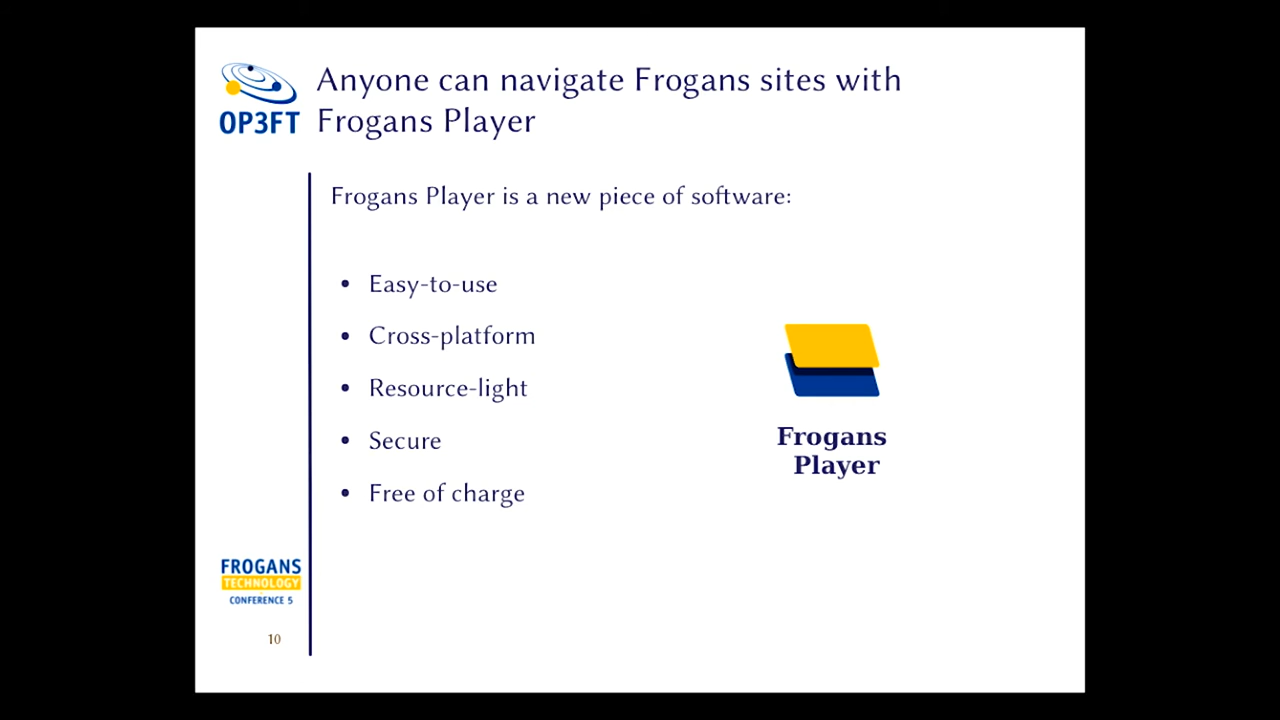 OP3FT
Anyone can navigate Frogans sites with
Frogans Player
Frogans Player is a new piece of software:
• Easy-to-use
• Cross-platform
• Resource-light
• Secure
• Free of charge
Frogans
Player
FROGANS
TECHNOLOGY
CONFERENCE 5
10